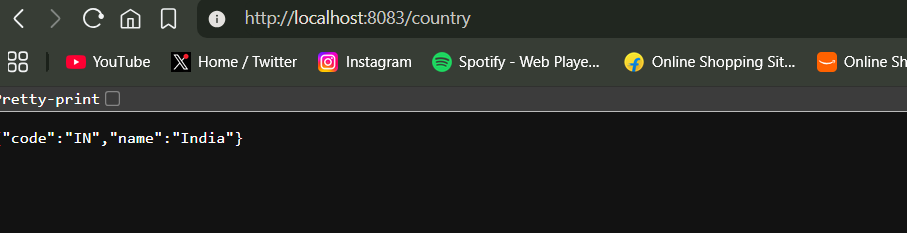 http://localhost:8083/country
YouTube Home / Twitter Instagram Spotify - Web Playe... Online Shopping Sit... Online Sh
Pretty-print
{"code":"IN","name":"India"}